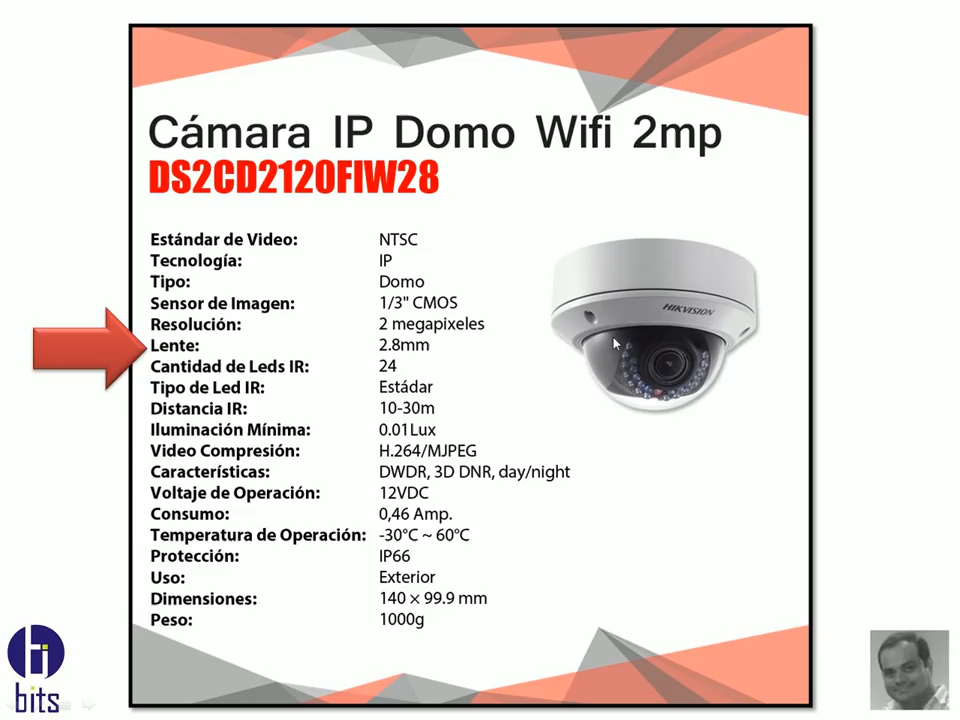 Cámara IP Domo Wifi 2mp
DS2CD2120FIW28
Estándar de Video: NTSC
Tecnología: IP
Tipo: Domo
Sensor de Imagen: 1/3" CMOS
Resolución: 2 megapixeles
Lente: 2.8mm
Cantidad de Leds IR: 24
Tipo de Led IR: Estádar
Distancia IR: 10-30m
Iluminación Mínima: 0.01Lux
Video Compresión: H.264/MJPEG
Características: DWDR, 3D DNR, day/night
Voltaje de Operación: 12VDC
Consumo: 0,46 Amp.
Temperatura de Operación: -30°C ~ 60°C
Protección: IP66
Uso: Exterior
Dimensiones: 140 × 99.9 mm
Peso: 1000g
HIKVISION
bits